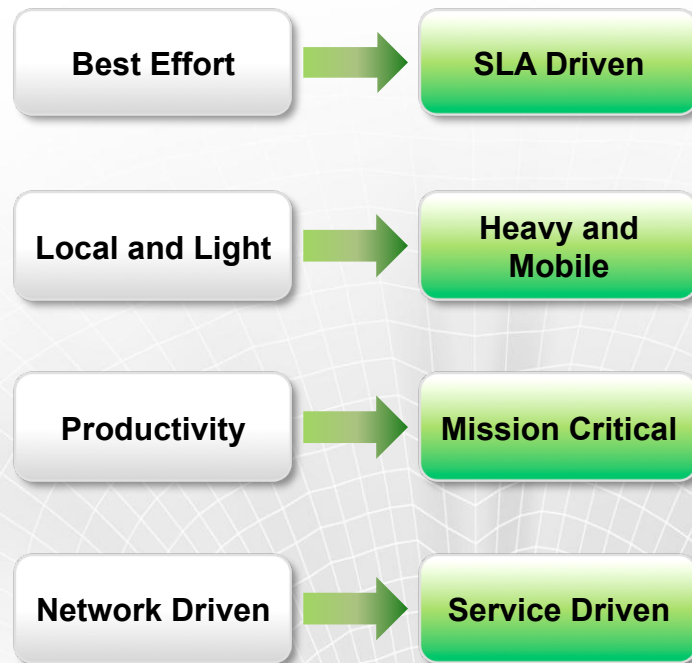 Best Effort
SLA Driven
Local and Light
Heavy and
Mobile
Productivity
Mission Critical
Network Driven
Service Driven